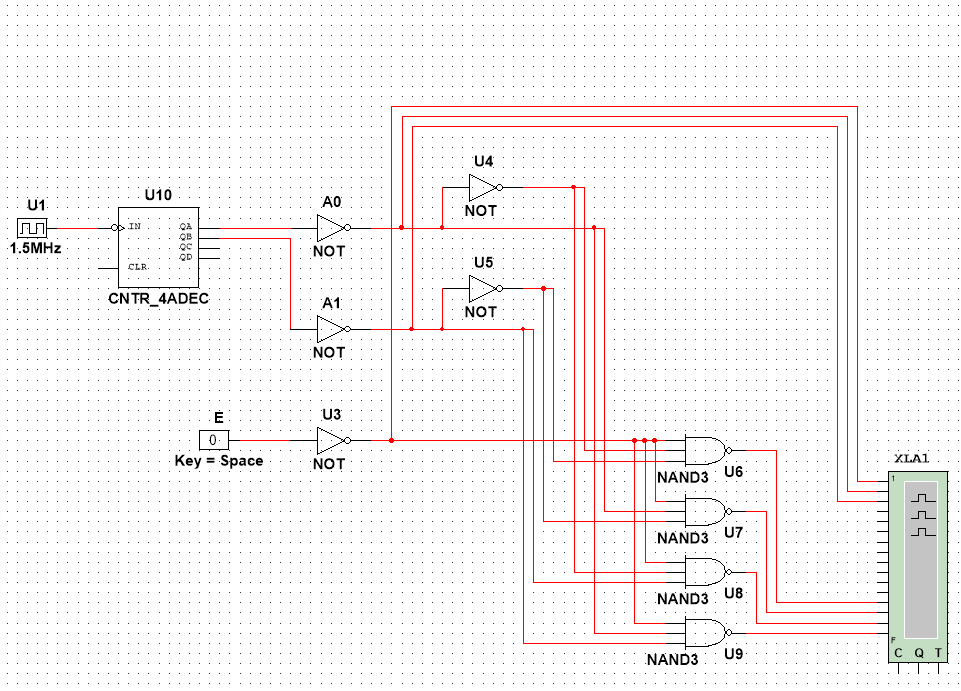 U4
NOT
U10
A0
U1
IN
QA
QB
QC
QD
1.5MHz
CLR
NOT
CNTR_4ADEC
U5
NOT
A1
NOT
E
U3
0
Key = Space
NOT
XLA1
1
NAND3
U6
NAND3
U7
NAND3
U8
NAND3
U9
F
C Q T